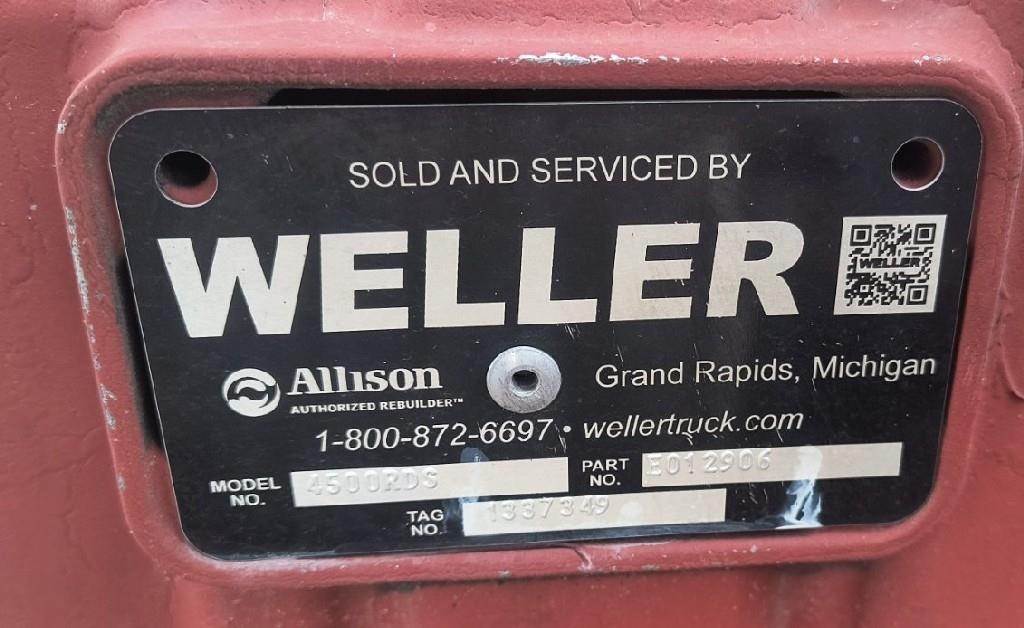 SOLD AND SERVICED BY
WELLER
WELLER
Allison
AUTHORIZED REBUILDER™
Grand Rapids, Michigan
1-800-872-6697 • wellertruck.com
MODEL NO. 4500RDS
PART NO. E012906
TAG NO. 1337349